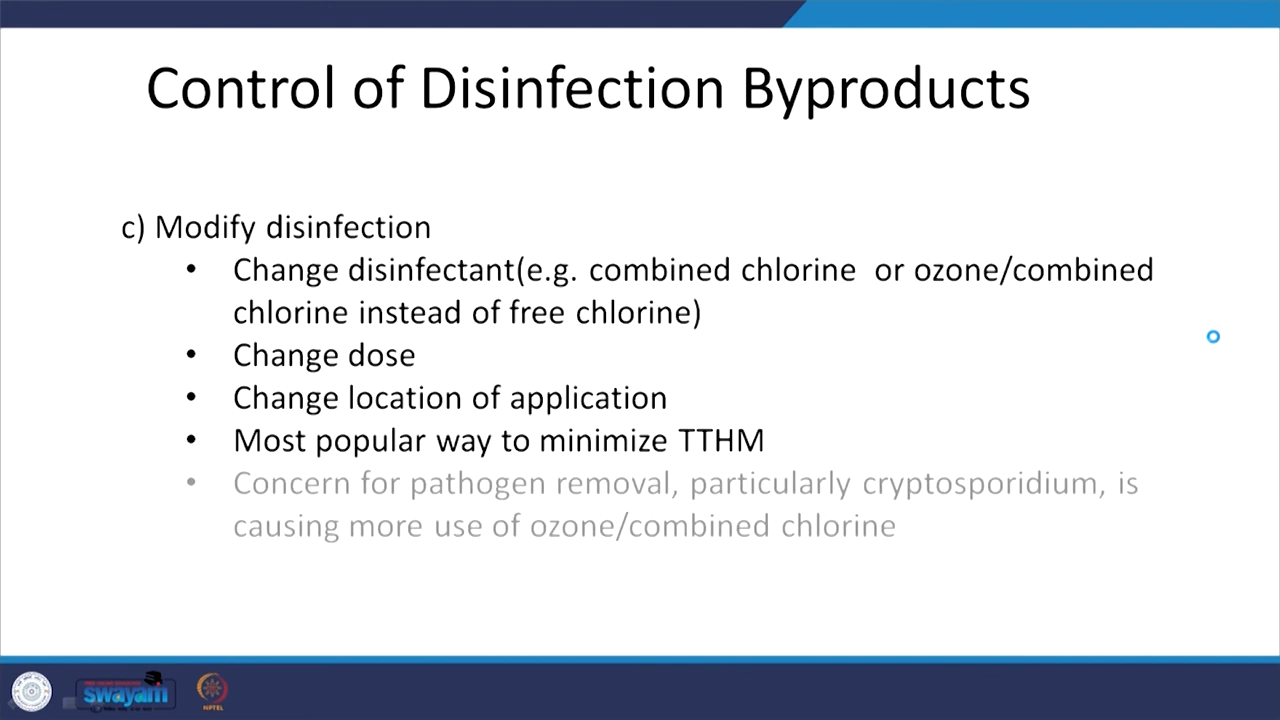 Control of Disinfection Byproducts
c) Modify disinfection
• Change disinfectant(e.g. combined chlorine or ozone/combined
chlorine instead of free chlorine)
• Change dose
• Change location of application
• Most popular way to minimize TTHM
• Concern for pathogen removal, particularly cryptosporidium, is
causing more use of ozone/combined chlorine
swayam
NPTEL